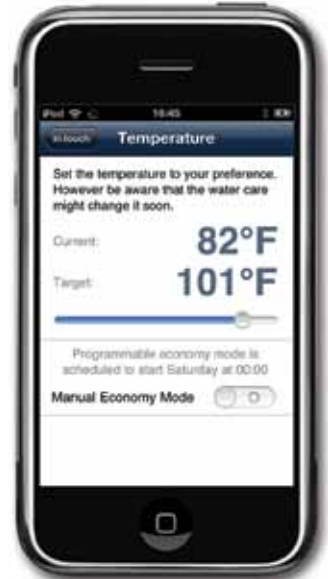 iPod 16:45
in.touch Temperature
Set the temperature to your preference.
However be aware that the water care
might change it soon.
Current: 82°F
Target: 101°F
Programmable economy mode is
scheduled to start Saturday at 00:00
Manual Economy Mode